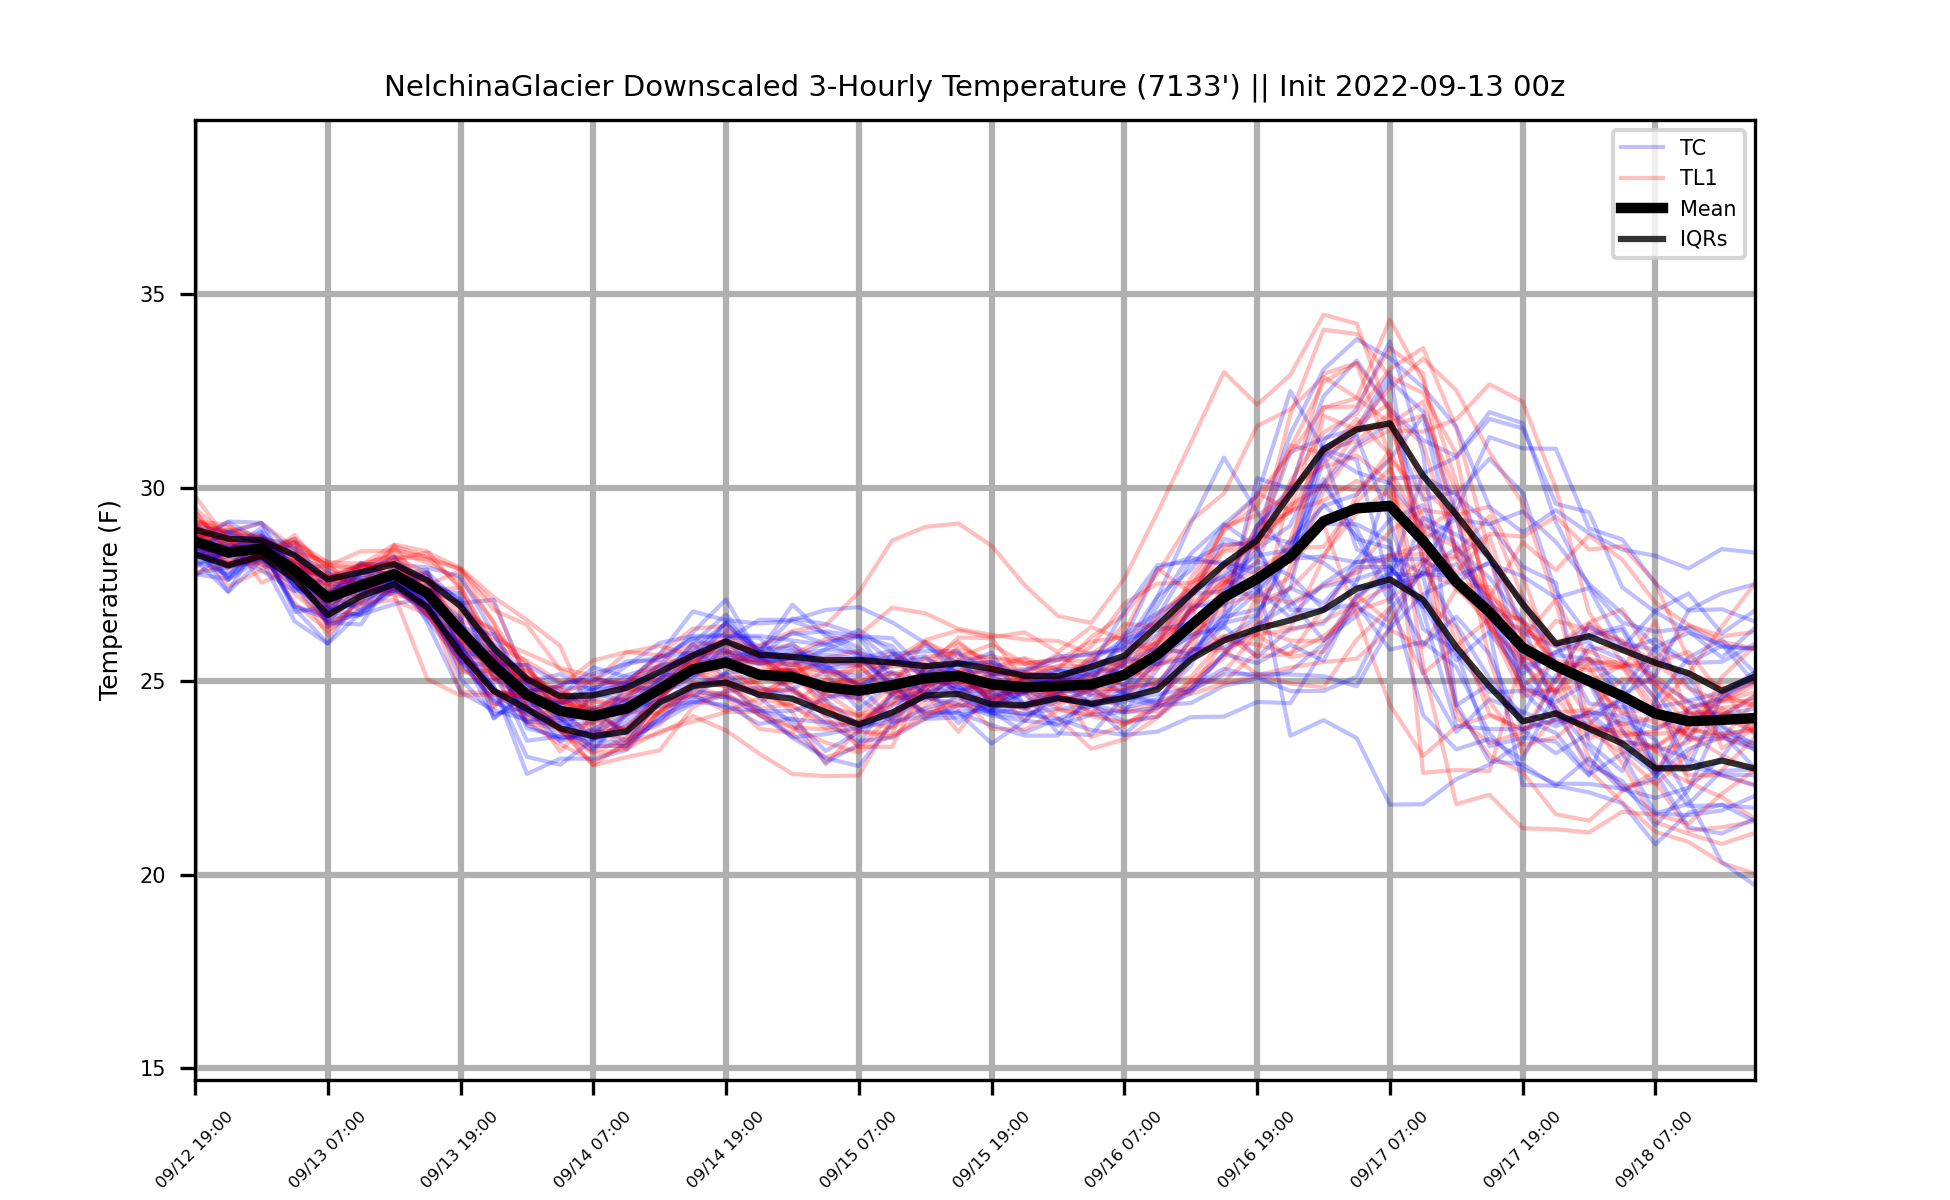 NelchinaGlacier Downscaled 3-Hourly Temperature (7133') || Init 2022-09-13 00z
TC
TL1
Mean
IQRs
Temperature (F)
35
30
25
20
15
09/12 19:00
09/13 07:00
09/13 19:00
09/14 07:00
09/14 19:00
09/15 07:00
09/15 19:00
09/16 07:00
09/16 19:00
09/17 07:00
09/17 19:00
09/18 07:00